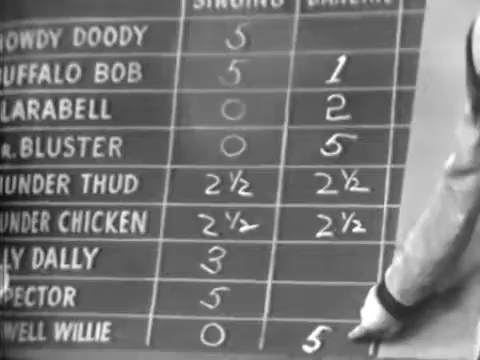 SINGING
OWDY DOODY 5
UFFALO BOB 5 1
LARABELL 0 2
R. BLUSTER 0 5
UNDER THUD 2½ 2½
UNDER CHICKEN 2½ 2½
LY DALLY 3
PECTOR 5
WELL WILLIE 0 5